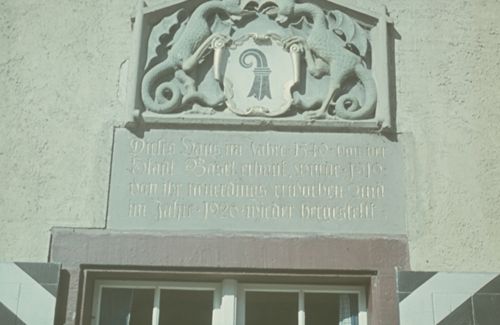 Dieses Haus im Jahre 1540 von der
Stadt Basel erbaut, wurde 1919
von ihr neuerdings erworben und
im Jahre 1926 wieder hergestellt.